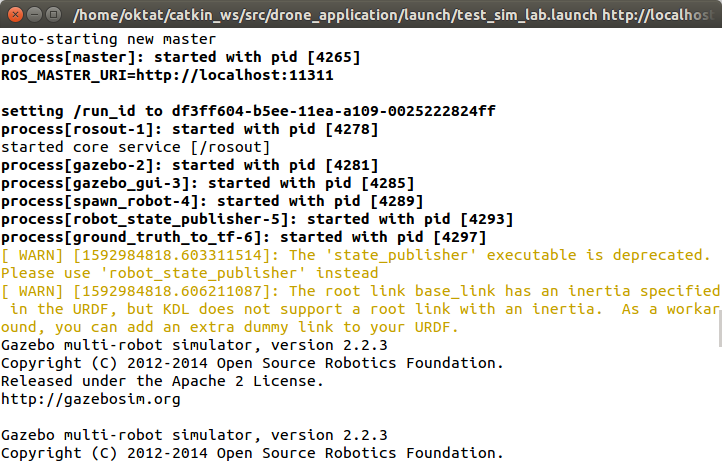 /home/oktat/catkin_ws/src/drone_application/launch/test_sim_lab.launch http://localhos
auto-starting new master
process[master]: started with pid [4265]
ROS_MASTER_URI=http://localhost:11311
setting /run_id to df3ff604-b5ee-11ea-a109-0025222824ff
process[rosout-1]: started with pid [4278]
started core service [/rosout]
process[gazebo-2]: started with pid [4281]
process[gazebo_gui-3]: started with pid [4285]
process[spawn_robot-4]: started with pid [4289]
process[robot_state_publisher-5]: started with pid [4293]
process[ground_truth_to_tf-6]: started with pid [4297]
[ WARN] [1592984818.603311514]: The 'state_publisher' executable is deprecated.
Please use 'robot_state_publisher' instead
[ WARN] [1592984818.606211087]: The root link base_link has an inertia specified
 in the URDF, but KDL does not support a root link with an inertia.  As a workar
ound, you can add an extra dummy link to your URDF.
Gazebo multi-robot simulator, version 2.2.3
Copyright (C) 2012-2014 Open Source Robotics Foundation.
Released under the Apache 2 License.
http://gazebosim.org
Gazebo multi-robot simulator, version 2.2.3
Copyright (C) 2012-2014 Open Source Robotics Foundation.